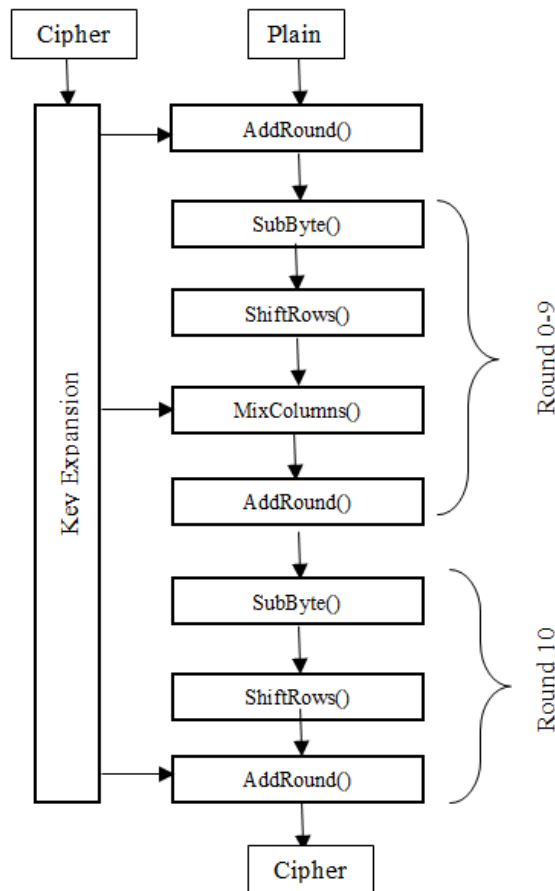 Cipher
Plain
AddRound()
SubByte()
ShiftRows()
MixColumns()
AddRound()
Round 0-9
Key Expansion
SubByte()
ShiftRows()
AddRound()
Round 10
Cipher